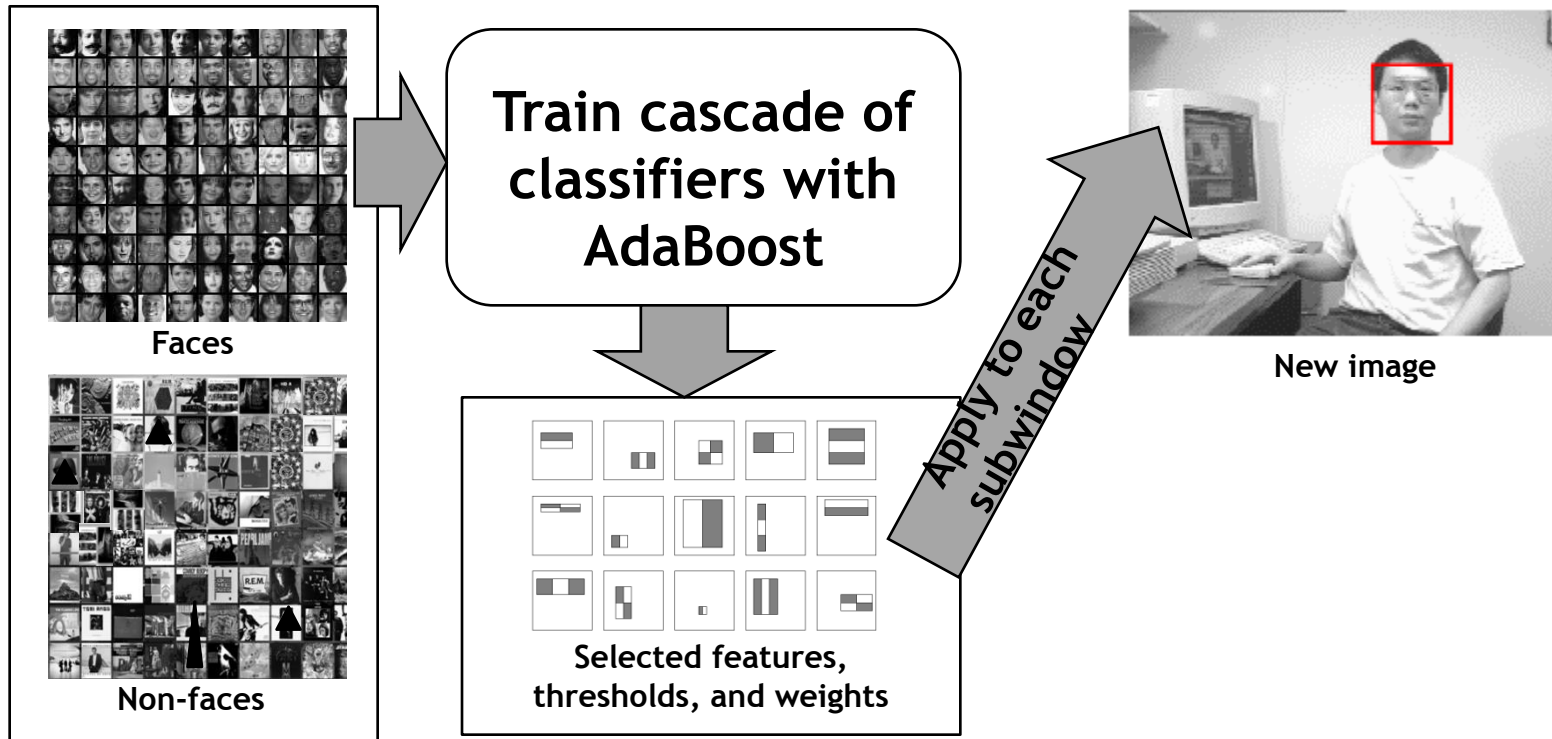 Train cascade of
classifiers with
AdaBoost
Faces
Non-faces
R.E.M.
Selected features,
thresholds, and weights
Apply to each
subwindow
New image